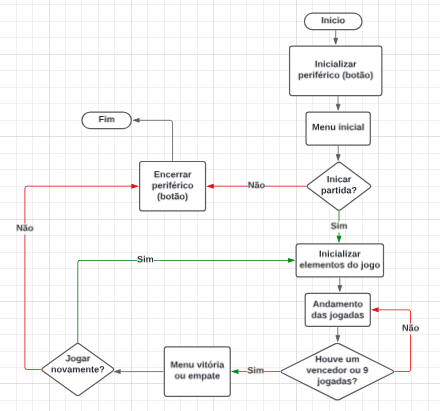 Inicio
Inicializar
periférico (botão)
Menu inicial
Fim
Encerrar
periférico
(botão)
Não
Inicar
partida?
Sim
Não
Sim
Inicializar
elementos do jogo
Andamento
das jogadas
Não
Houve um
vencedor ou 9
jogadas?
Sim
Menu vitória
ou empate
Jogar
novamente?